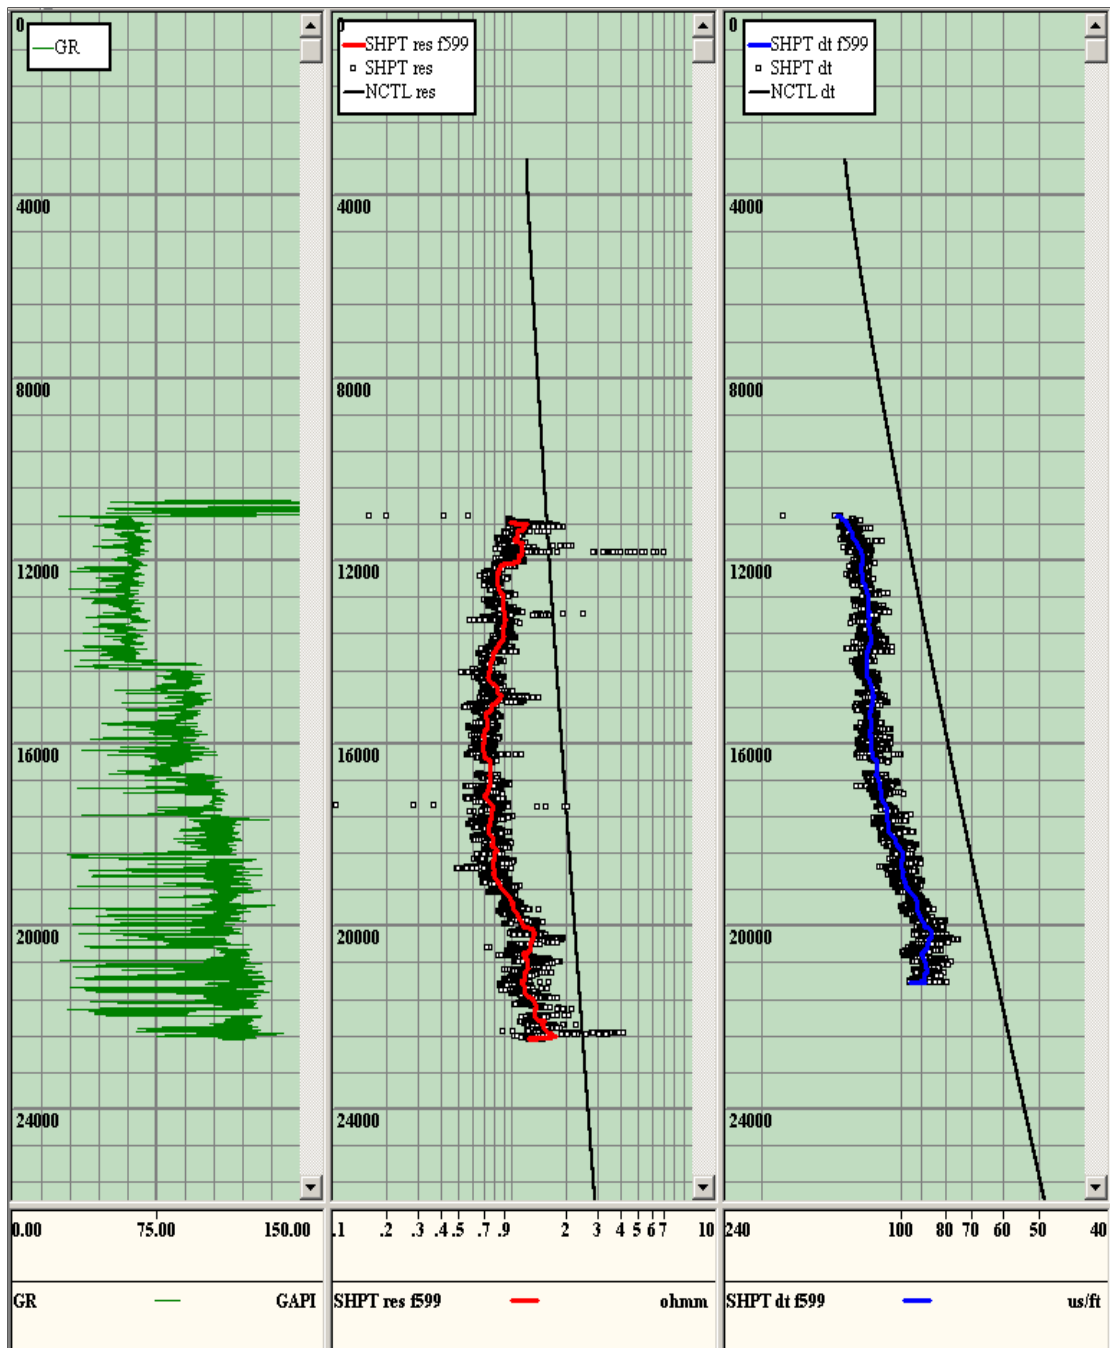 0
GR
4000
8000
12000
16000
20000
24000
0.00 75.00 150.00
GR GAPI
0
SHPT res f599
SHPT res
NCTL res
4000
8000
12000
16000
20000
24000
.1 .2 .3 .4 .5 .7 .9 2 3 4 5 6 7 10
SHPT res f599 ohmm
0
SHPT dt f599
SHPT dt
NCTL dt
4000
8000
12000
16000
20000
24000
240 100 80 70 60 50 40
SHPT dt f599 us/ft